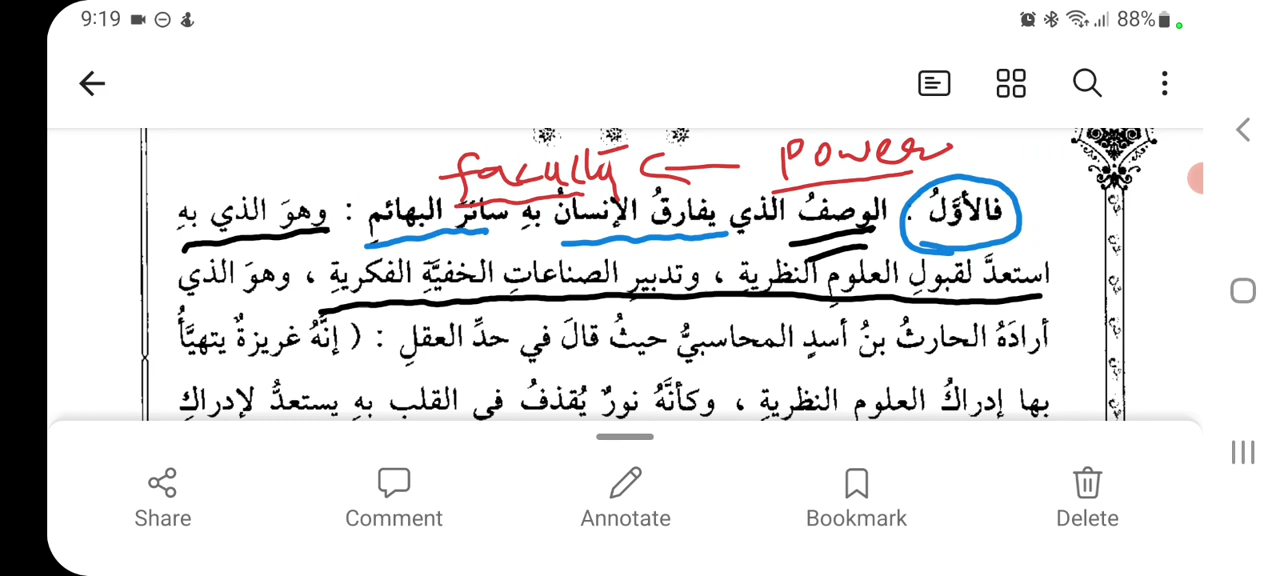 9:19
88%
faculty ← power
فالأوَّلُ : الوصفُ الذي يفارقُ الإنسانُ بهِ سائرَ البهائمِ : وهوَ الذي بهِ
استعدَّ لقبولِ العلومِ النظرية ، وتدبيرِ الصناعاتِ الخفيَّةِ الفكريةِ ، وهوَ الذي
أرادَهُ الحارثُ بنُ أسدٍ المحاسبيُّ حيثُ قالَ في حدِّ العقلِ : ( إنَّهُ غريزةٌ يتهيَّأُ
بها إدراكُ العلومِ النظريةِ ، وكأنَّهُ نورٌ يُقذفُ في القلبِ بهِ يستعدُّ لإدراكِ
Share
Comment
Annotate
Bookmark
Delete